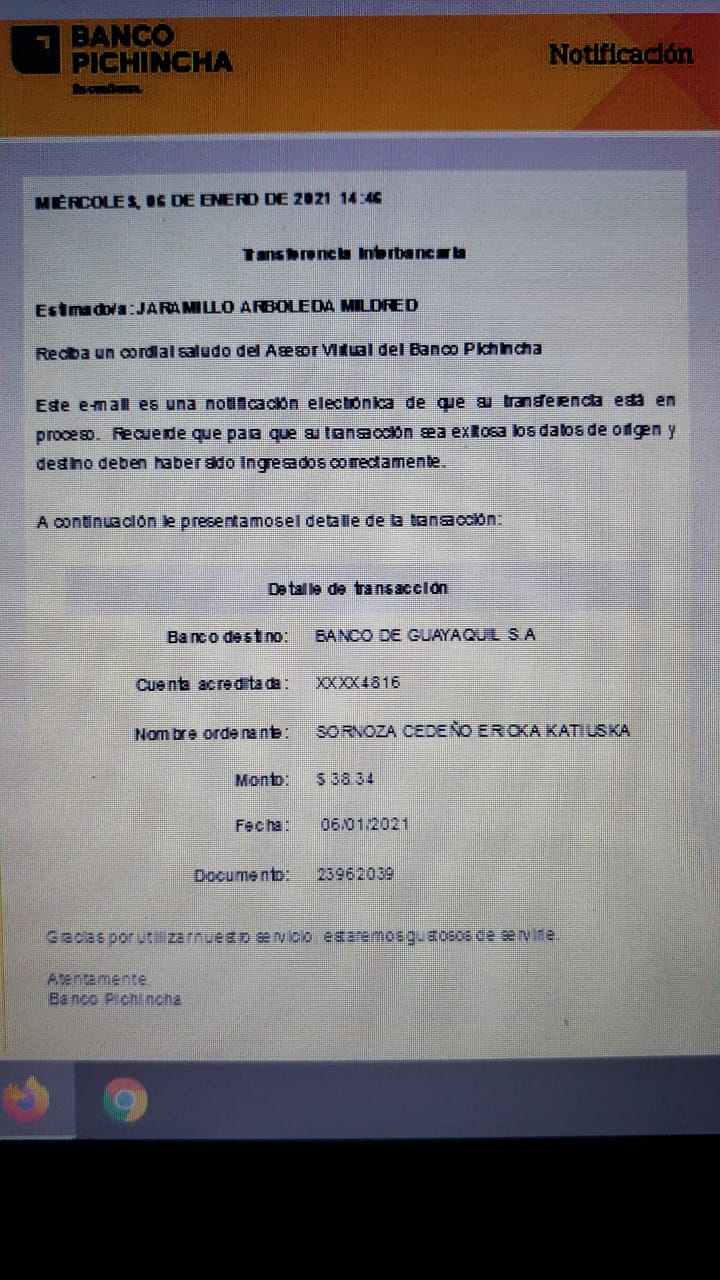 BANCO
PICHINCHA
En confianza.
Notificación
MIÉRCOLES, 06 DE ENERO DE 2021 14:46
Transferencia Interbancaria
Estimado/a: JARAMILLO ARBOLEDA MILDRED
Reciba un cordial saludo del Asesor Virtual del Banco Pichincha
Este e-mail es una notificación electrónica de que su transferencia está en
proceso. Recuerde que para que su transacción sea exitosa los datos de origen y
destino deben haber sido ingresados correctamente.
A continuación le presentamos el detalle de la transacción:
Detalle de transacción
Banco destino: BANCO DE GUAYAQUIL S.A
Cuenta acreditada: XXXX4816
Nombre ordenante: SORNOZA CEDEÑO ERICKA KATIUSKA
Monto: $ 38.34
Fecha: 06/01/2021
Documento: 23962039
Gracias por utilizar nuestro servicio, estaremos gustosos de servirle.
Atentamente,
Banco Pichincha